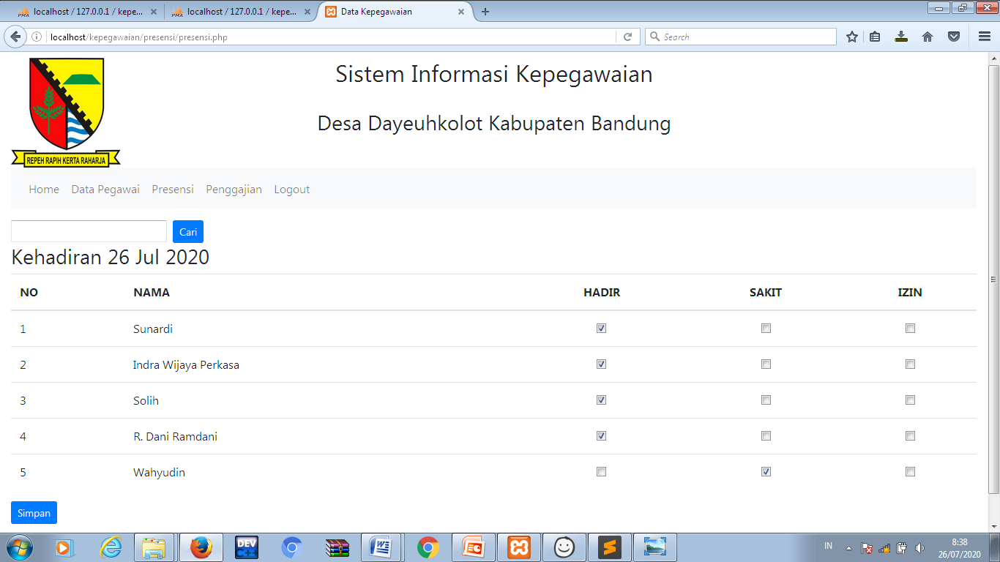 localhost / 127.0.0.1 / kepe...
localhost / 127.0.0.1 / kepe...
Data Kepegawaian
localhost/kepegawaian/presensi/presensi.php
Search
REPEH RAPIH KERTA RAHARJA
Sistem Informasi Kepegawaian
Desa Dayeuhkolot Kabupaten Bandung
Home Data Pegawai Presensi Penggajian Logout
Cari
Kehadiran 26 Jul 2020
NO NAMA HADIR SAKIT IZIN
1 Sunardi
2 Indra Wijaya Perkasa
3 Solih
4 R. Dani Ramdani
5 Wahyudin
Simpan
DEV C++
IN
8:38
26/07/2020